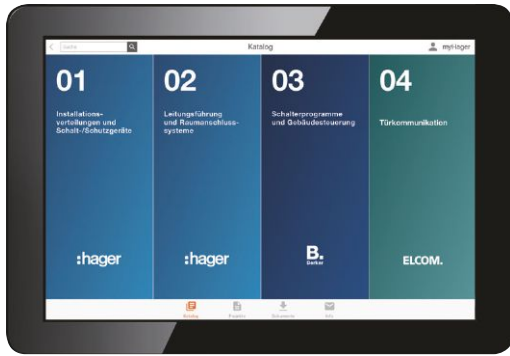 Suche
Katalog
myHager
01
Installations-
verteilungen und
Schalt-/Schutzgeräte
:hager
02
Leitungsführung
und Raumanschluss-
systeme
:hager
03
Schalterprogramme
und Gebäudesteuerung
B.
Berker
04
Türkommunikation
ELCOM.
Katalog